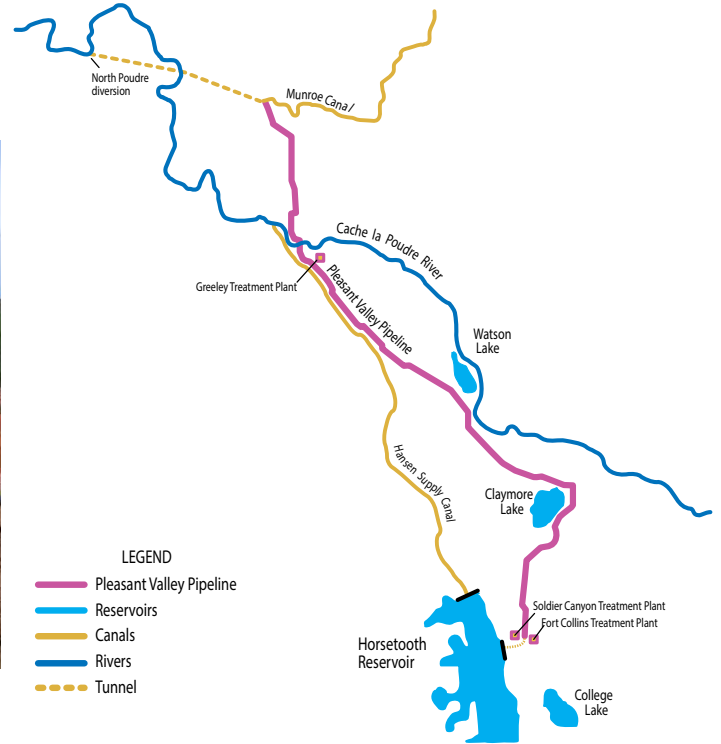 North Poudre
diversion
Munroe Canal
Cache la Poudre River
Greeley Treatment Plant
Pleasant Valley Pipeline
Watson
Lake
Hansen Supply Canal
Claymore
Lake
LEGEND
Pleasant Valley Pipeline
Reservoirs
Canals
Rivers
Tunnel
Soldier Canyon Treatment Plant
Fort Collins Treatment Plant
Horsetooth
Reservoir
College
Lake